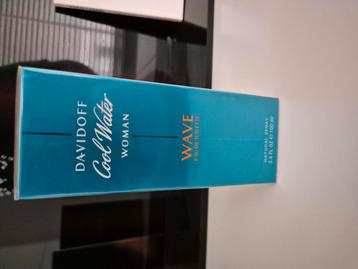 DAVIDOFF
Cool Water
WOMAN
WAVE
EAU DE TOILETTE
NATURAL SPRAY
3.4 FL OZ 100 ml